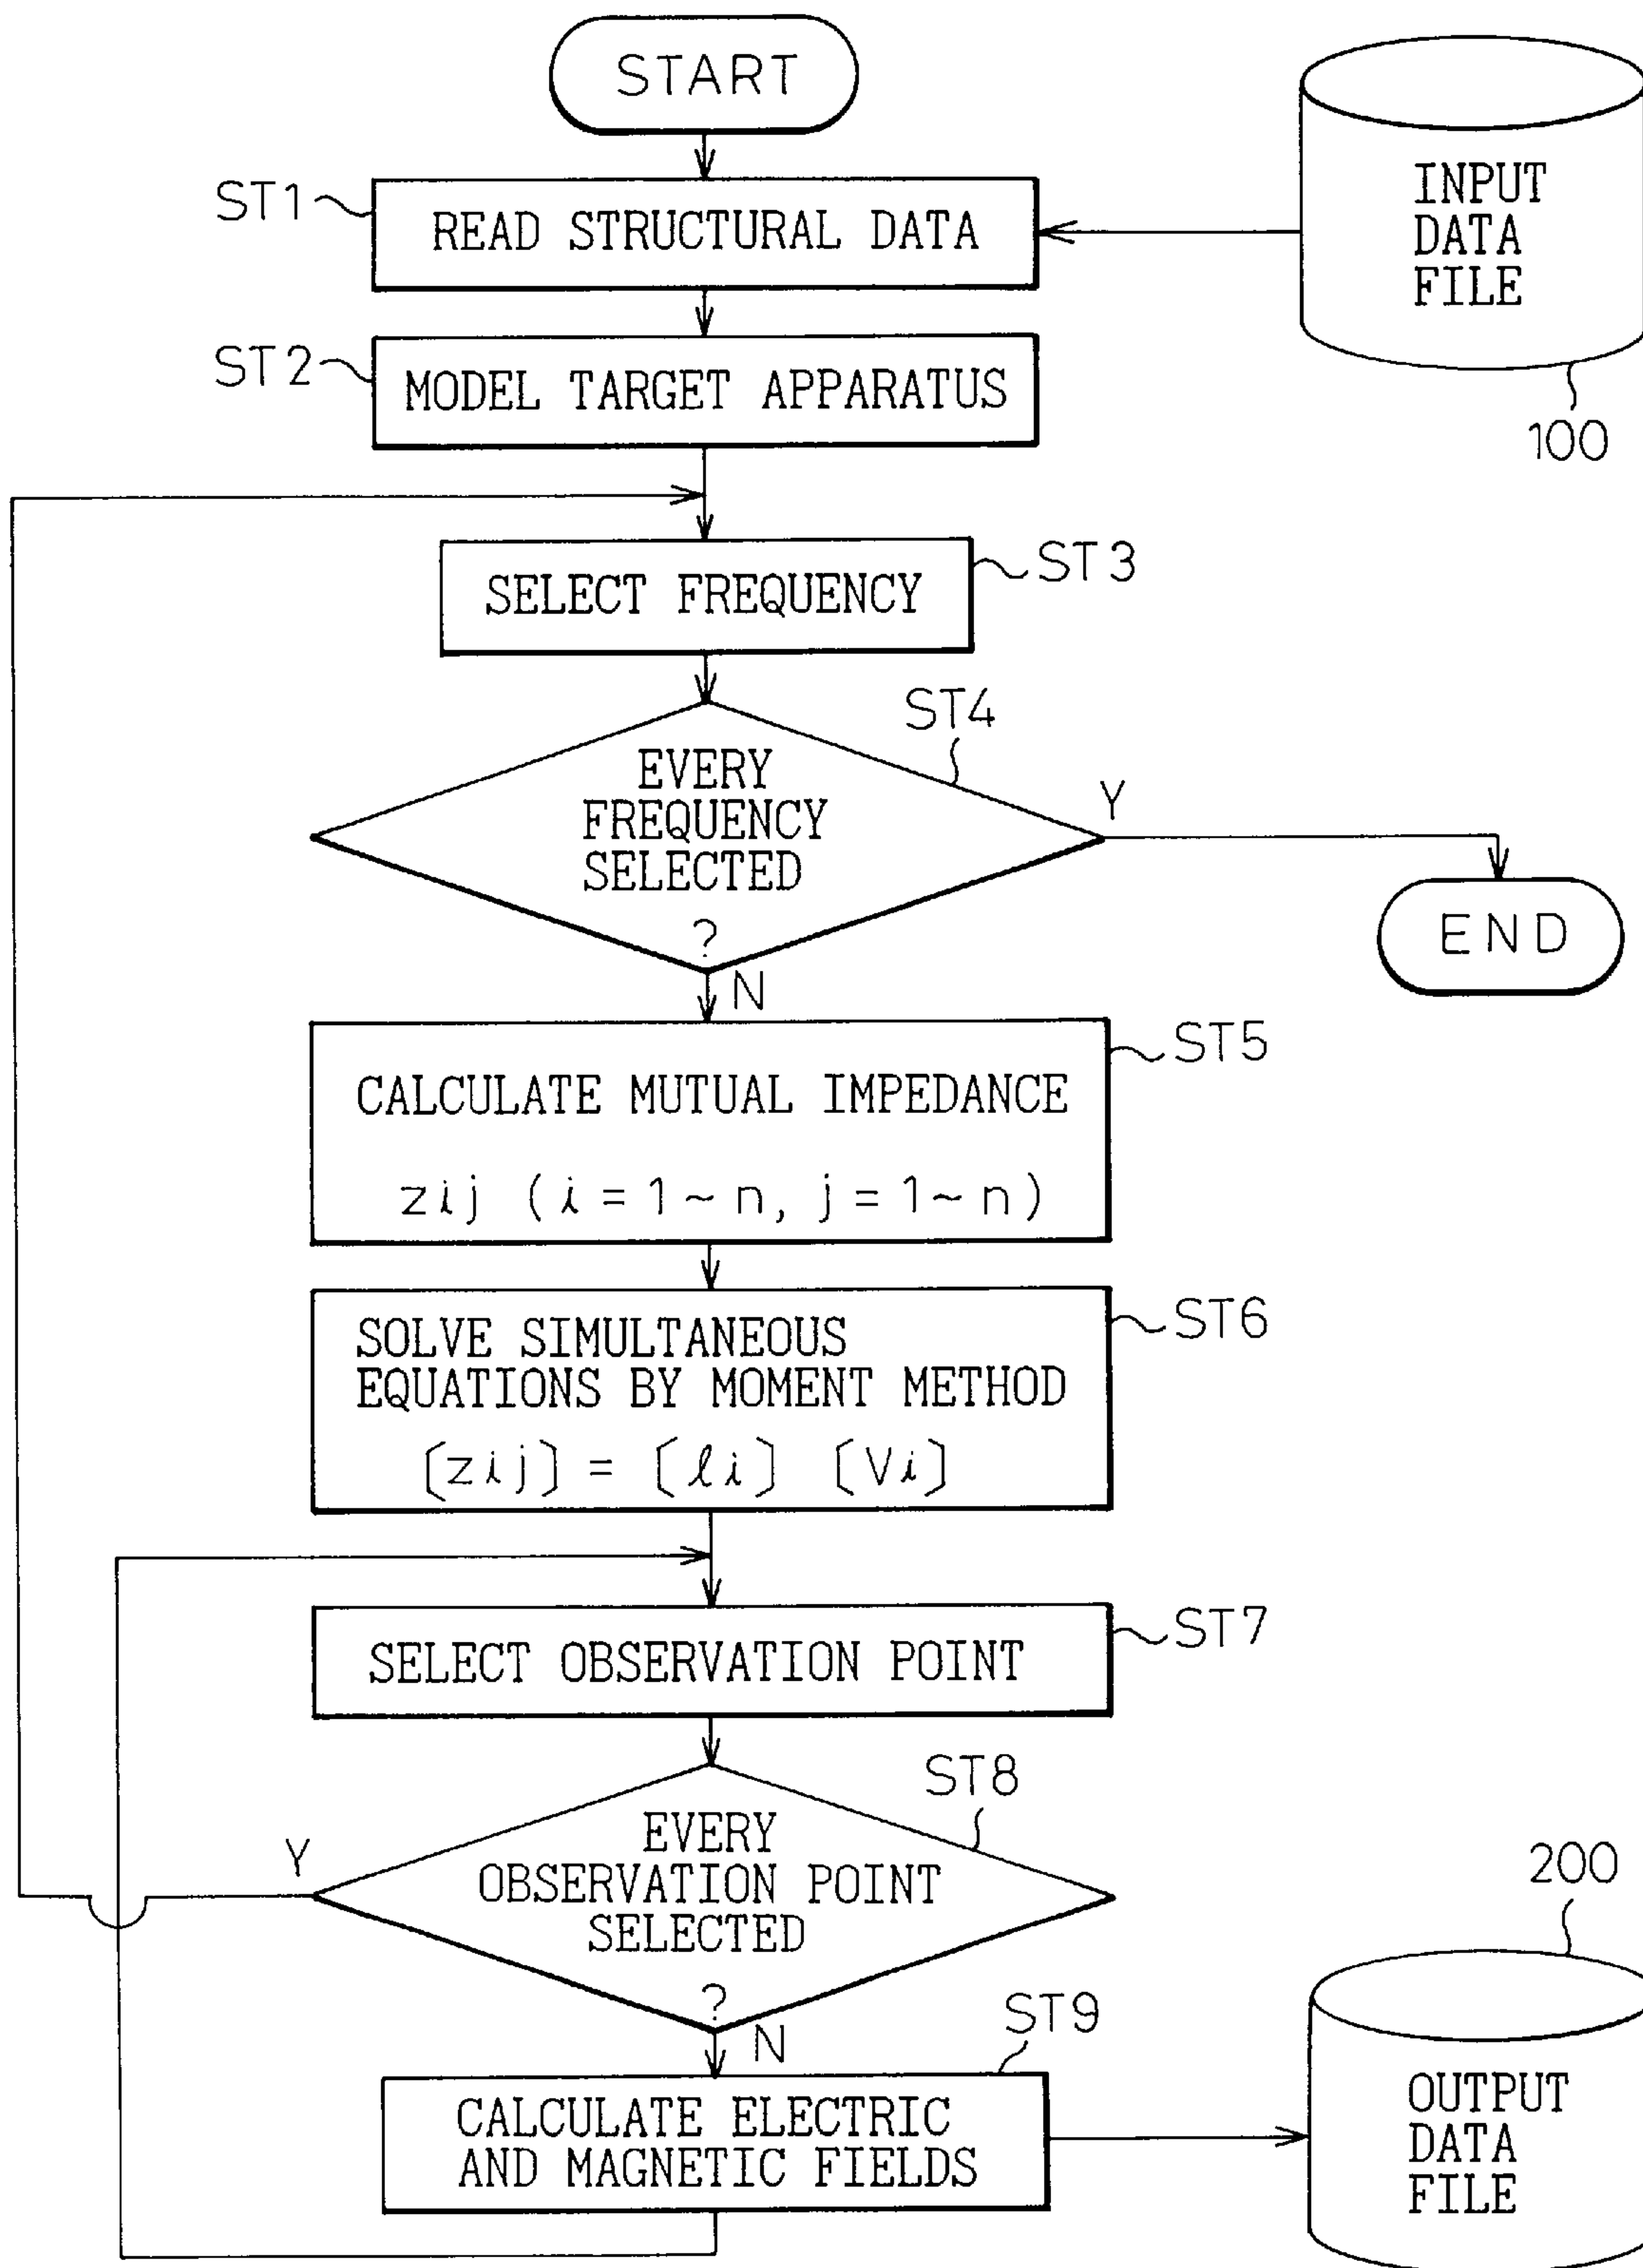 START
INPUT
DATA
FILE
100
ST1
READ STRUCTURAL DATA
ST2
MODEL TARGET APPARATUS
ST3
SELECT FREQUENCY
ST4
EVERY
FREQUENCY
SELECTED
?
Y
N
END
ST5
CALCULATE MUTUAL IMPEDANCE
zij (i = 1 ~ n, j = 1 ~ n)
ST6
SOLVE SIMULTANEOUS
EQUATIONS BY MOMENT METHOD
[zij] = [ℓi] [Vi]
ST7
SELECT OBSERVATION POINT
ST8
EVERY
OBSERVATION POINT
SELECTED
?
Y
N
ST9
CALCULATE ELECTRIC
AND MAGNETIC FIELDS
200
OUTPUT
DATA
FILE